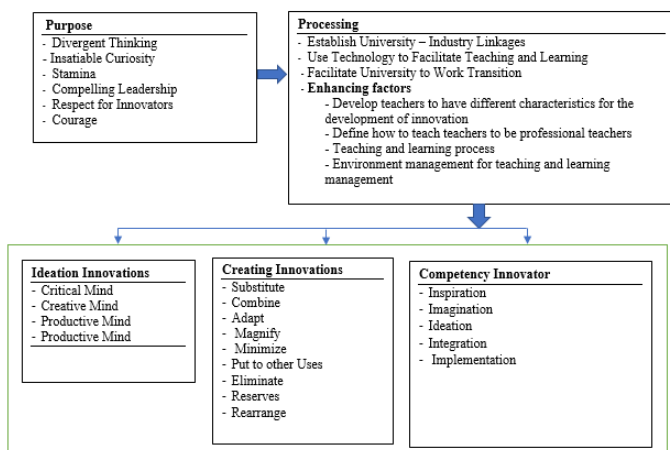 Purpose
- Divergent Thinking
- Insatiable Curiosity
- Stamina
- Compelling Leadership
- Respect for Innovators
- Courage
Processing
- Establish University – Industry Linkages
- Use Technology to Facilitate Teaching and Learning
- Facilitate University to Work Transition
- Enhancing factors
- Develop teachers to have different characteristics for the
development of innovation
- Define how to teach teachers to be professional teachers
- Teaching and learning process
- Environment management for teaching and learning
management
Ideation Innovations
- Critical Mind
- Creative Mind
- Productive Mind
- Productive Mind
Creating Innovations
- Substitute
- Combine
- Adapt
- Magnify
- Minimize
- Put to other Uses
- Eliminate
- Reserves
- Rearrange
Competency Innovator
- Inspiration
- Imagination
- Ideation
- Integration
- Implementation